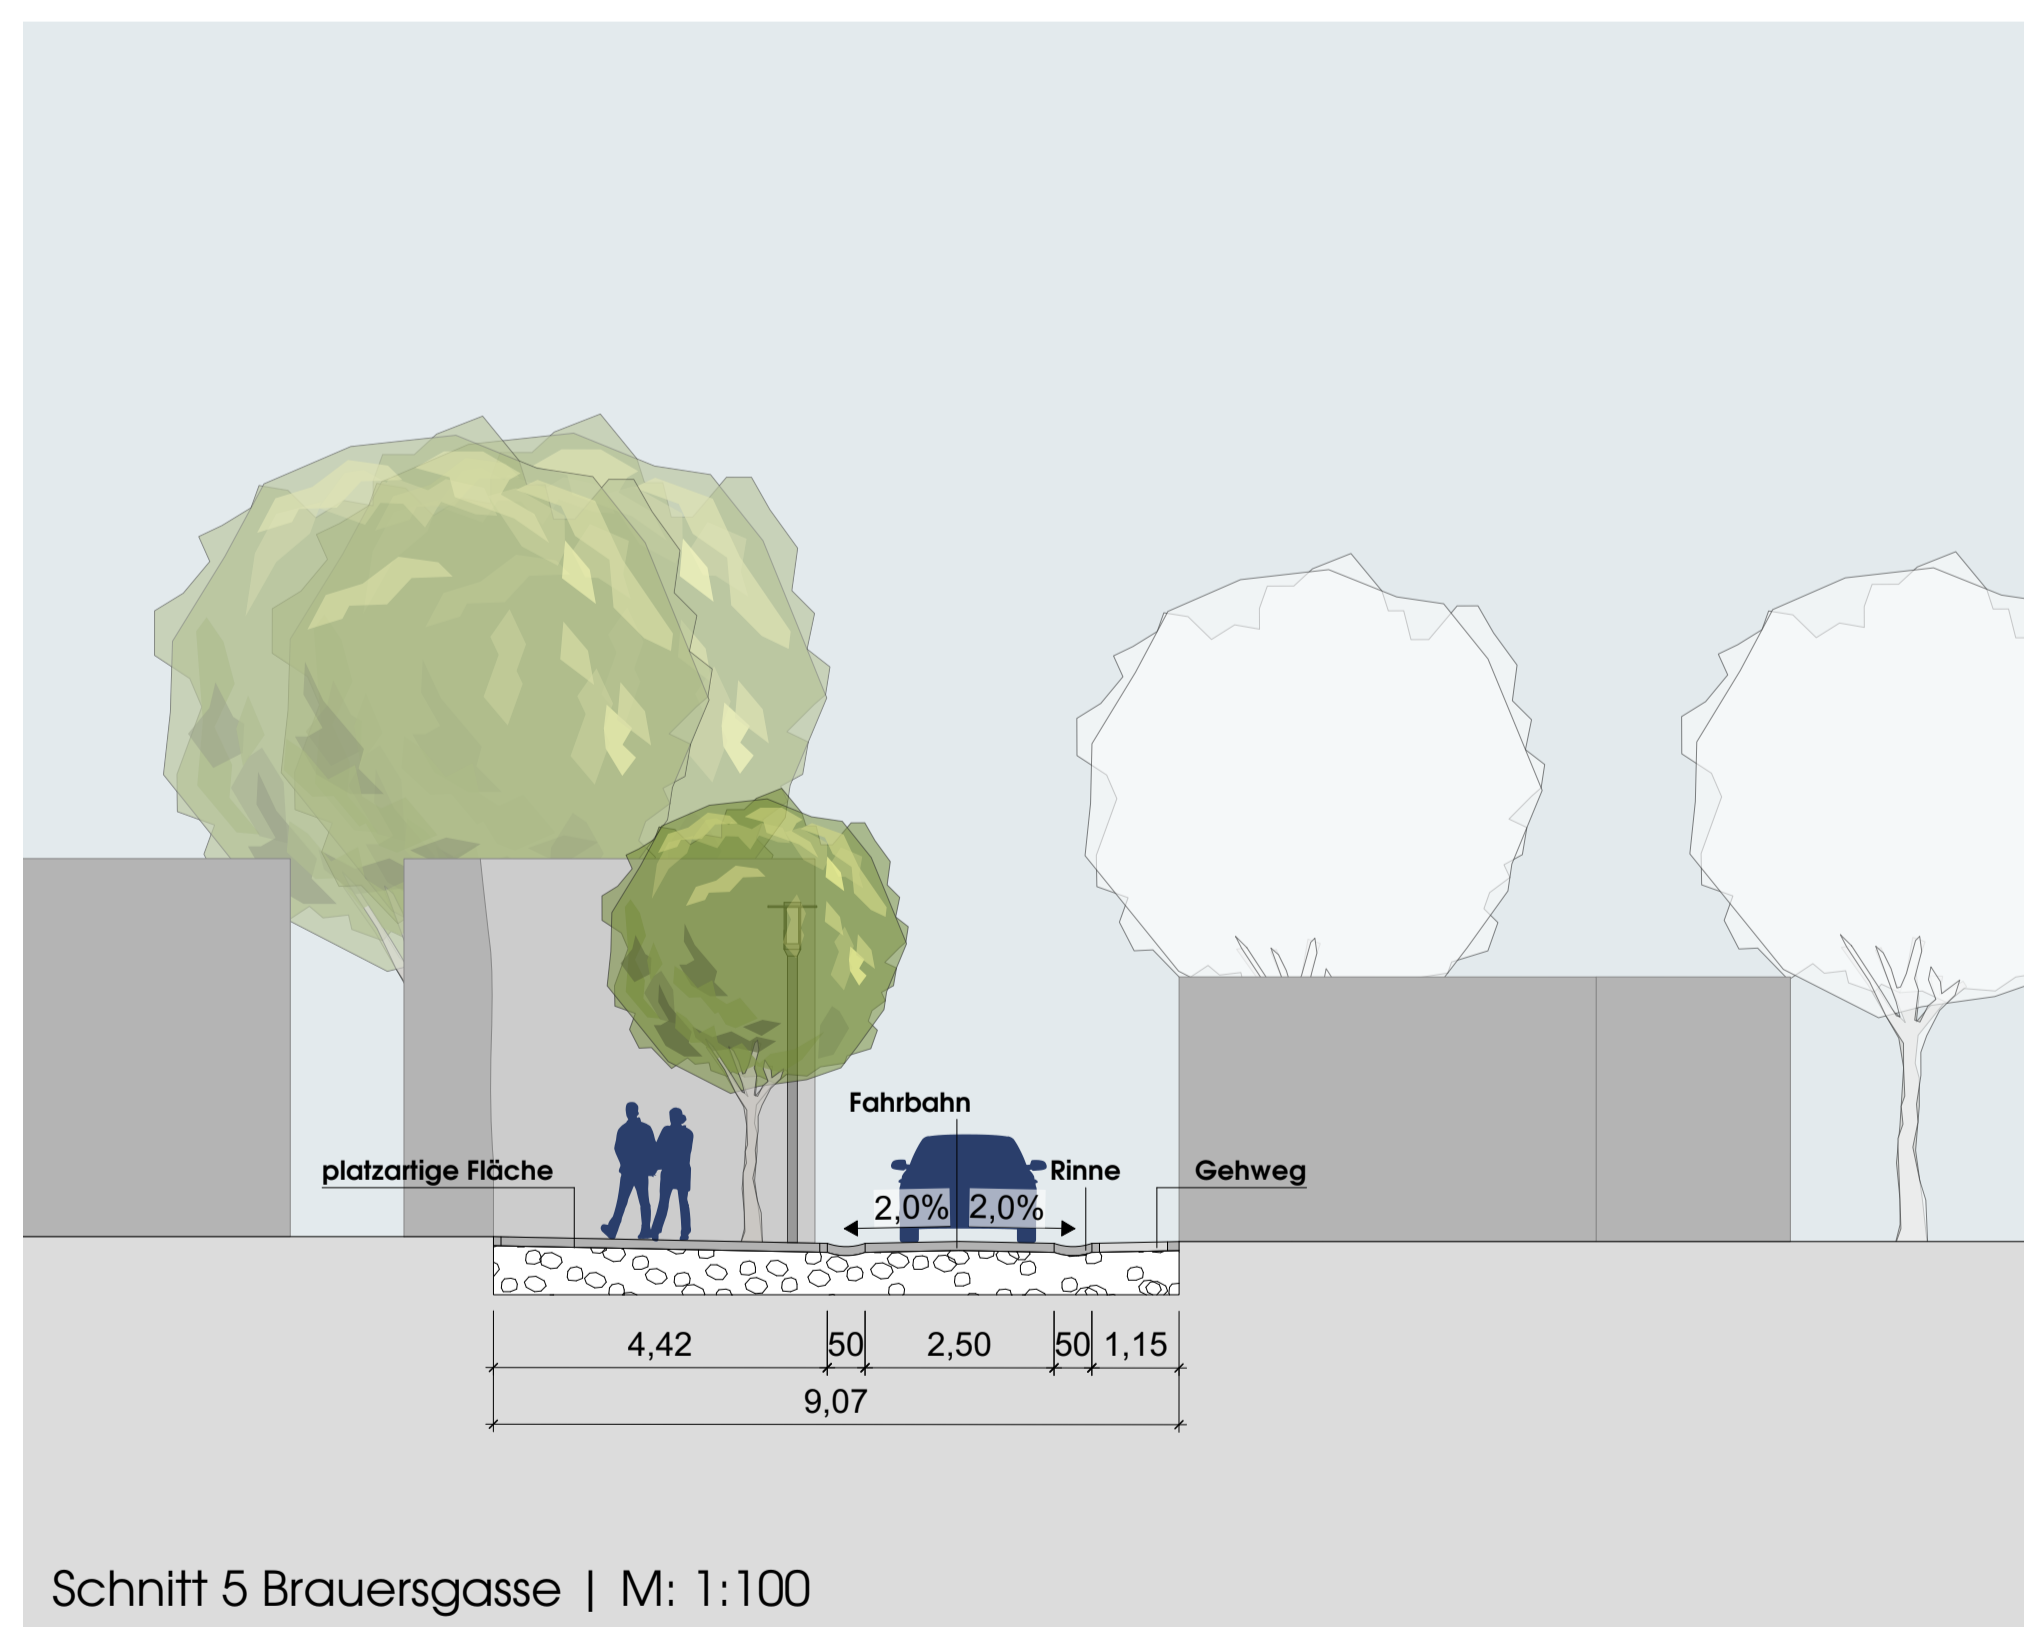 Fahrbahn
platzartige Fläche
Rinne
Gehweg
2,0% 2,0%
4,42 50 2,50 50 1,15
9,07
Schnitt 5 Brauersgasse | M: 1:100